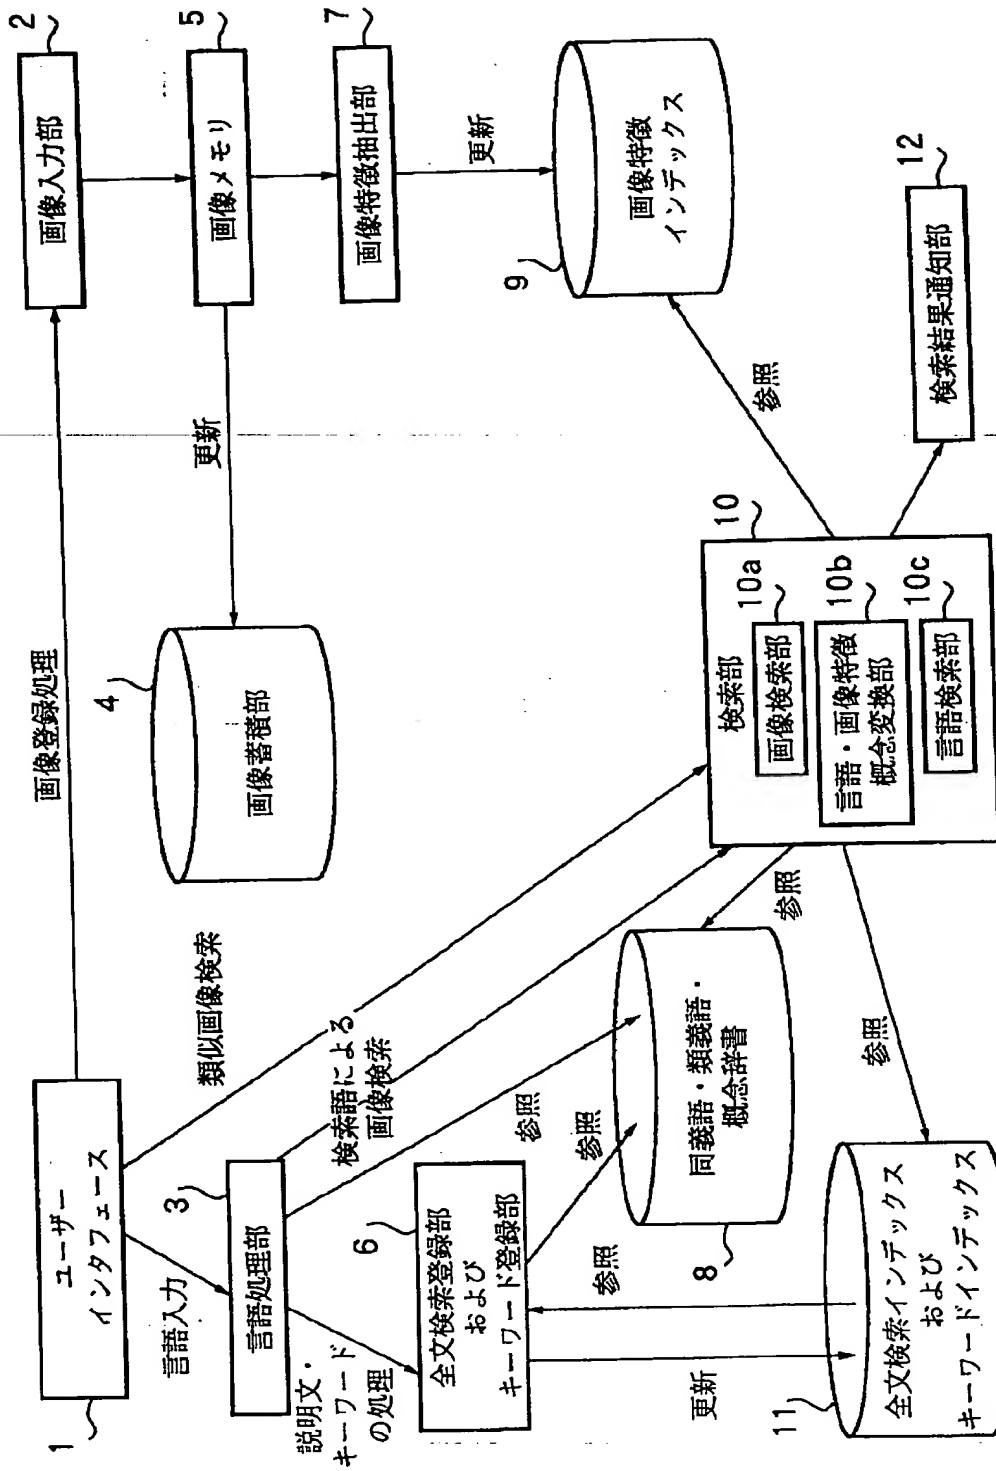 1
ユーザー
インタフェース
画像登録処理
2
画像入力部
言語入力
3
言語処理部
類似画像検索
4
画像蓄積部
更新
5
画像メモリ
説明文・
キーワード
の処理
検索語による
画像検索
6
全文検索登録部
および
キーワード登録部
参照
参照
参照
7
画像特徴抽出部
更新
8
同義語・類義語・
概念辞書
参照
9
画像特徴
インデックス
参照
10
検索部
10a
画像検索部
10b
言語・画像特徴
概念変換部
10c
言語検索部
更新
参照
11
全文検索インデックス
および
キーワードインデックス
12
検索結果通知部